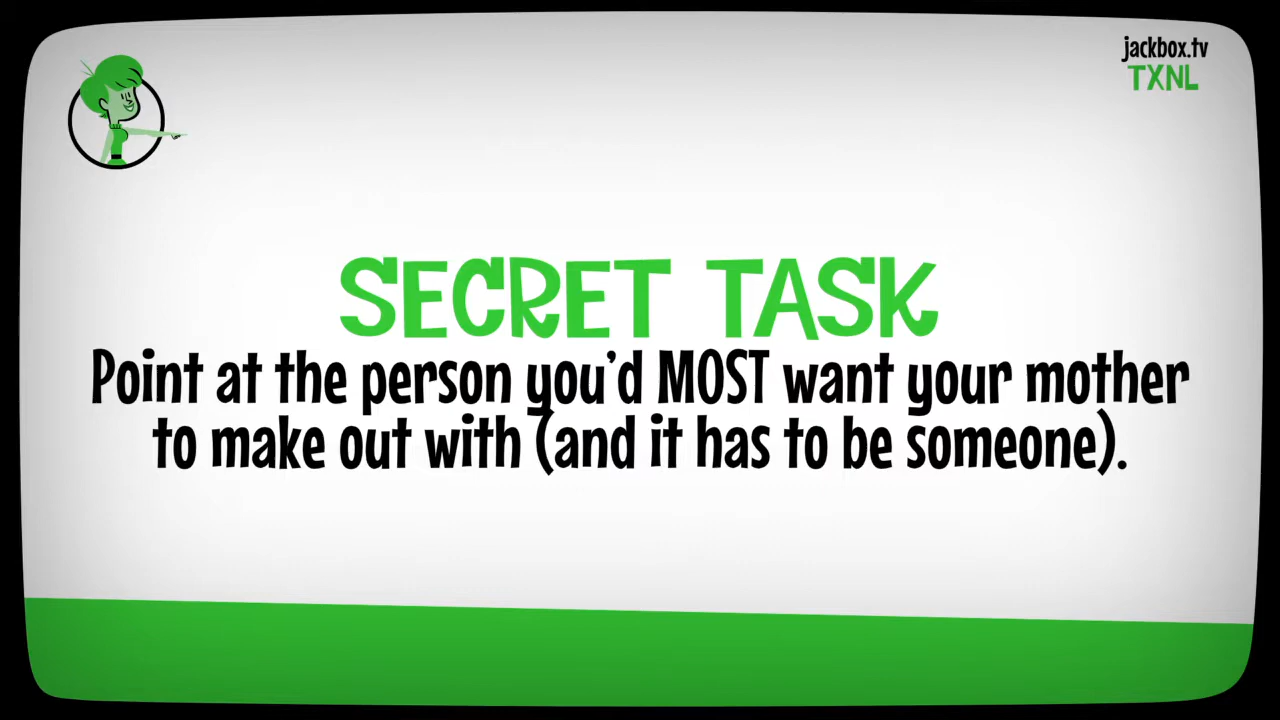 jackbox.tv
TXNL
SECRET TASK
Point at the person you'd MOST want your mother
to make out with (and it has to be someone).